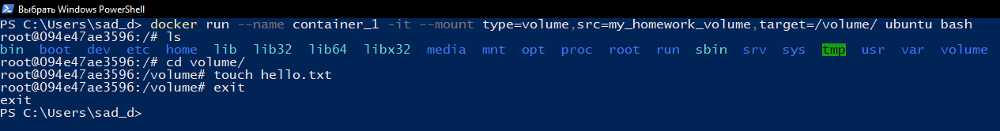 Выбрать Windows PowerShell
PS C:\Users\sad_d> docker run --name container_1 -it --mount type=volume,src=my_homework_volume,target=/volume/ ubuntu bash
root@094e47ae3596:/# ls
bin boot dev etc home lib lib32 lib64 libx32 media mnt opt proc root run sbin srv sys tmp usr var volume
root@094e47ae3596:/# cd volume/
root@094e47ae3596:/volume# touch hello.txt
root@094e47ae3596:/volume# exit
exit
PS C:\Users\sad_d>